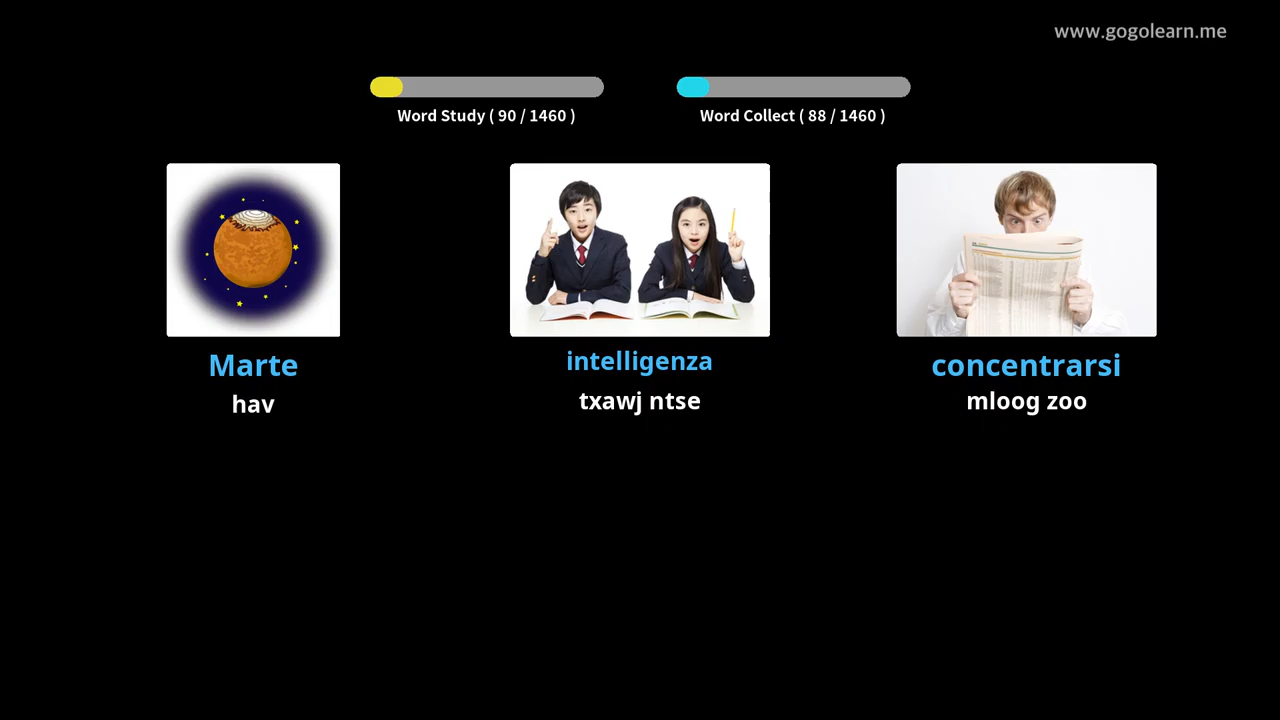 www.gogolearn.me
Word Study ( 90 / 1460 )
Word Collect ( 88 / 1460 )
Marte
hav
intelligenza
txawj ntse
concentrarsi
mloog zoo